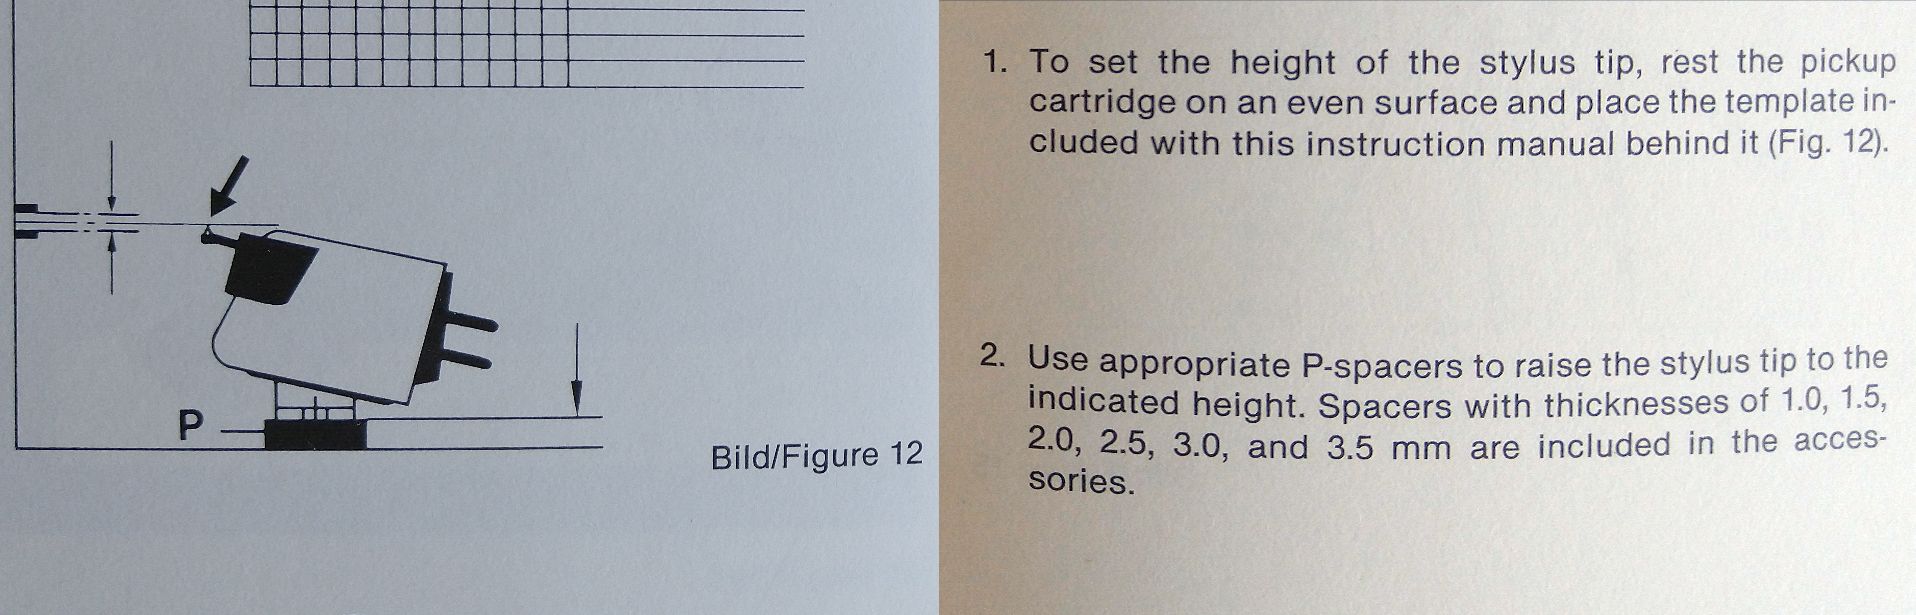 P
Bild/Figure 12
1. To set the height of the stylus tip, rest the pickup
cartridge on an even surface and place the template in-
cluded with this instruction manual behind it (Fig. 12).
2. Use appropriate P-spacers to raise the stylus tip to the
indicated height. Spacers with thicknesses of 1.0, 1.5,
2.0, 2.5, 3.0, and 3.5 mm are included in the acces-
sories.